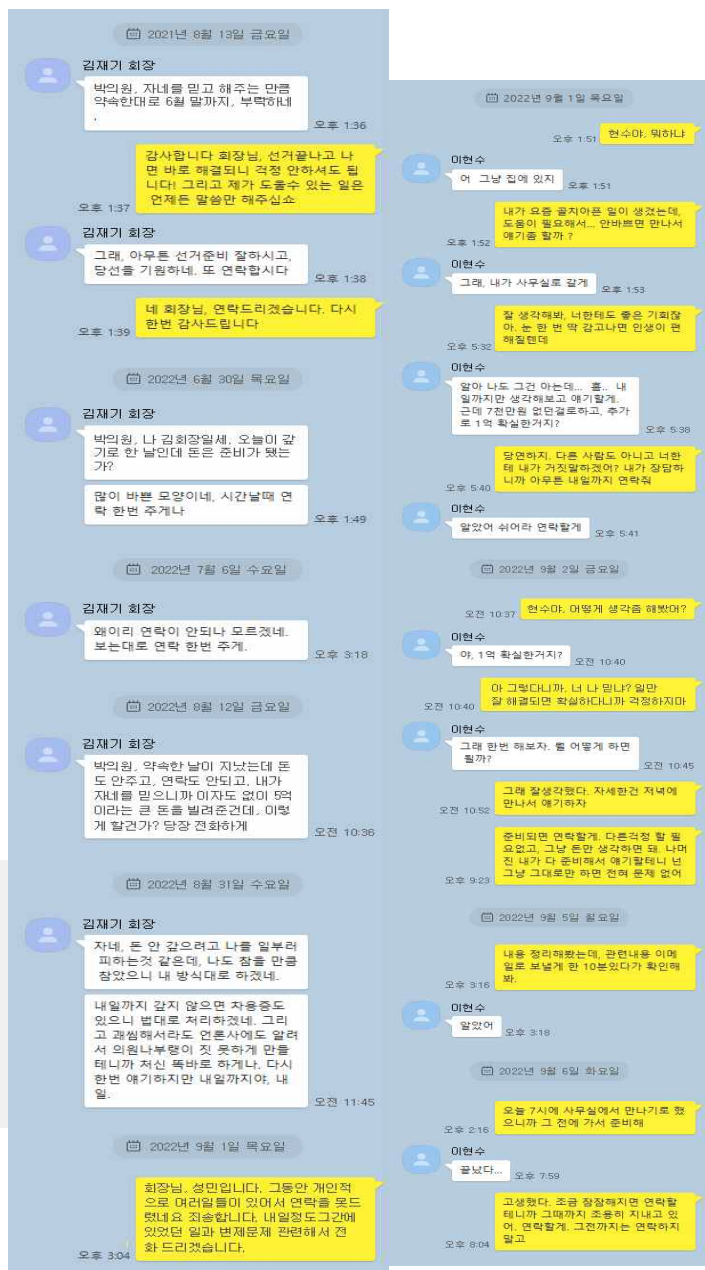 2021년 8월 13일 금요일
김재기 회장
박의원, 자네를 믿고 해주는 만큼
약속한대로 6월 말까지, 부탁하네
.
오후 1:36
감사합니다 회장님, 선거끝나고 나
면 바로 해결되니 걱정 안하셔도 됩
니다! 그리고 제가 도울수 있는 일은
언제든 말씀만 해주십쇼
오후 1:37
김재기 회장
그래, 아무튼 선거준비 잘하시고,
당선를 기원하네. 또 연락합시다
오후 1:38
네 회장님, 연락드리겠습니다. 다시
한번 감사드립니다
오후 1:39
2022년 6월 30일 목요일
김재기 회장
박의원, 나 김회장일세. 오늘이 갚
기로 한 날인데 돈은 준비가 됐는
가?
많이 바쁜 모양이네, 시간날때 연
락 한번 주게나
오후 1:49
2022년 7월 6일 수요일
김재기 회장
왜이리 연락이 안되나 모르겠네.
보는대로 연락 한번 주게.
오후 3:18
2022년 8월 12일 금요일
김재기 회장
박의원, 약속한 날이 지났는데 돈
도 안주고, 연락도 안되고, 내가
자네를 믿으니까 이자도 없이 5억
이라는 큰 돈을 빌려준건데, 이렇
게 할건가? 당장 전화하게
오전 10:36
2022년 8월 31일 수요일
김재기 회장
자네, 돈 안 갚으려고 나를 일부러
피하는것 같은데, 나도 참을 만큼
참았으니 내 방식대로 하겠네.
내일까지 갚지 않으면 차용증도
있으니 법대로 처리하겠네. 그리
고 괘씸해서라도 언론사에도 알려
서 의원나부랭이 짓 못하게 만들
테니까 처신 똑바로 하게나. 다시
한번 얘기하지만 내일까지야, 내
일.
오전 11:45
2022년 9월 1일 목요일
회장님, 성민입니다. 그동안 개인적
으로 여러일들이 있어서 연락을 못드
렸네요 죄송합니다. 내일정도그간에
있었던 일과 변제문제 관련해서 전
화 드리겠습니다.
오후 3:04
2022년 9월 1일 목요일
현수야, 뭐하냐
오후 1:51
이현수
어 그냥 집에 있지
오후 1:51
내가 요즘 골치아픈 일이 생겼는데,
도움이 필요해서... 안바쁘면 만나서
얘기좀 할까 ?
오후 1:52
이현수
그래, 내가 사무실로 갈게
오후 1:53
잘 생각해봐, 너한테도 좋은 기회잖
아. 눈 한 번 딱 감고나면 인생이 편
해질텐데
오후 5:32
이현수
알아 나도 그건 아는데... 흠.. 내
일까지만 생각해보고 얘기할게.
근데 7천만원 없던걸로하고, 추가
로 1억 확실한거지?
오후 5:38
당연하지. 다른 사람도 아니고 너한
테 내가 거짓말하겠어? 내가 장담하
니까 아무튼 내일까지 연락줘
오후 5:40
이현수
알았어 쉬어라 연락할게
오후 5:41
2022년 9월 2일 금요일
현수야, 어떻게 생각좀 해봤어?
오전 10:37
이현수
야, 1억 확실한거지?
오전 10:40
아 그렇다니까, 너 나 믿냐? 일만
잘 해결되면 확실하다니까 걱정하지마
오전 10:40
이현수
그래 한번 해보자. 뭘 어떻게 하면
될까?
오전 10:45
그래 잘생각했다. 자세한건 저녁에
만나서 얘기하자
오전 10:52
준비되면 연락할게. 다른걱정 할 필
요없고, 그냥 돈만 생각하면 돼. 나머
진 내가 다 준비해서 얘기할테니 넌
그냥 그대로만 하면 전혀 문제 없어
오후 9:23
2022년 9월 5일 월요일
내용 정리해봤는데, 관련내용 이메
일로 보낼게 한 10분있다가 확인해
봐.
오후 3:16
이현수
알았어
오후 3:18
2022년 9월 6일 화요일
오늘 7시에 사무실에서 만나기로 했
으니까 그 전에 가서 준비해
오후 2:16
이현수
끝났다...
오후 7:59
고생했다. 조금 잠잠해지면 연락할
테니까 그때까지 조용히 지내고 있
어. 연락할게. 그전까지는 연락하지
말고
오후 8:04